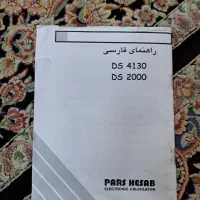 راهنمای فارسی
DS 4130
DS 2000
PARS HESAB
ELECTRONIC CALCULATOR